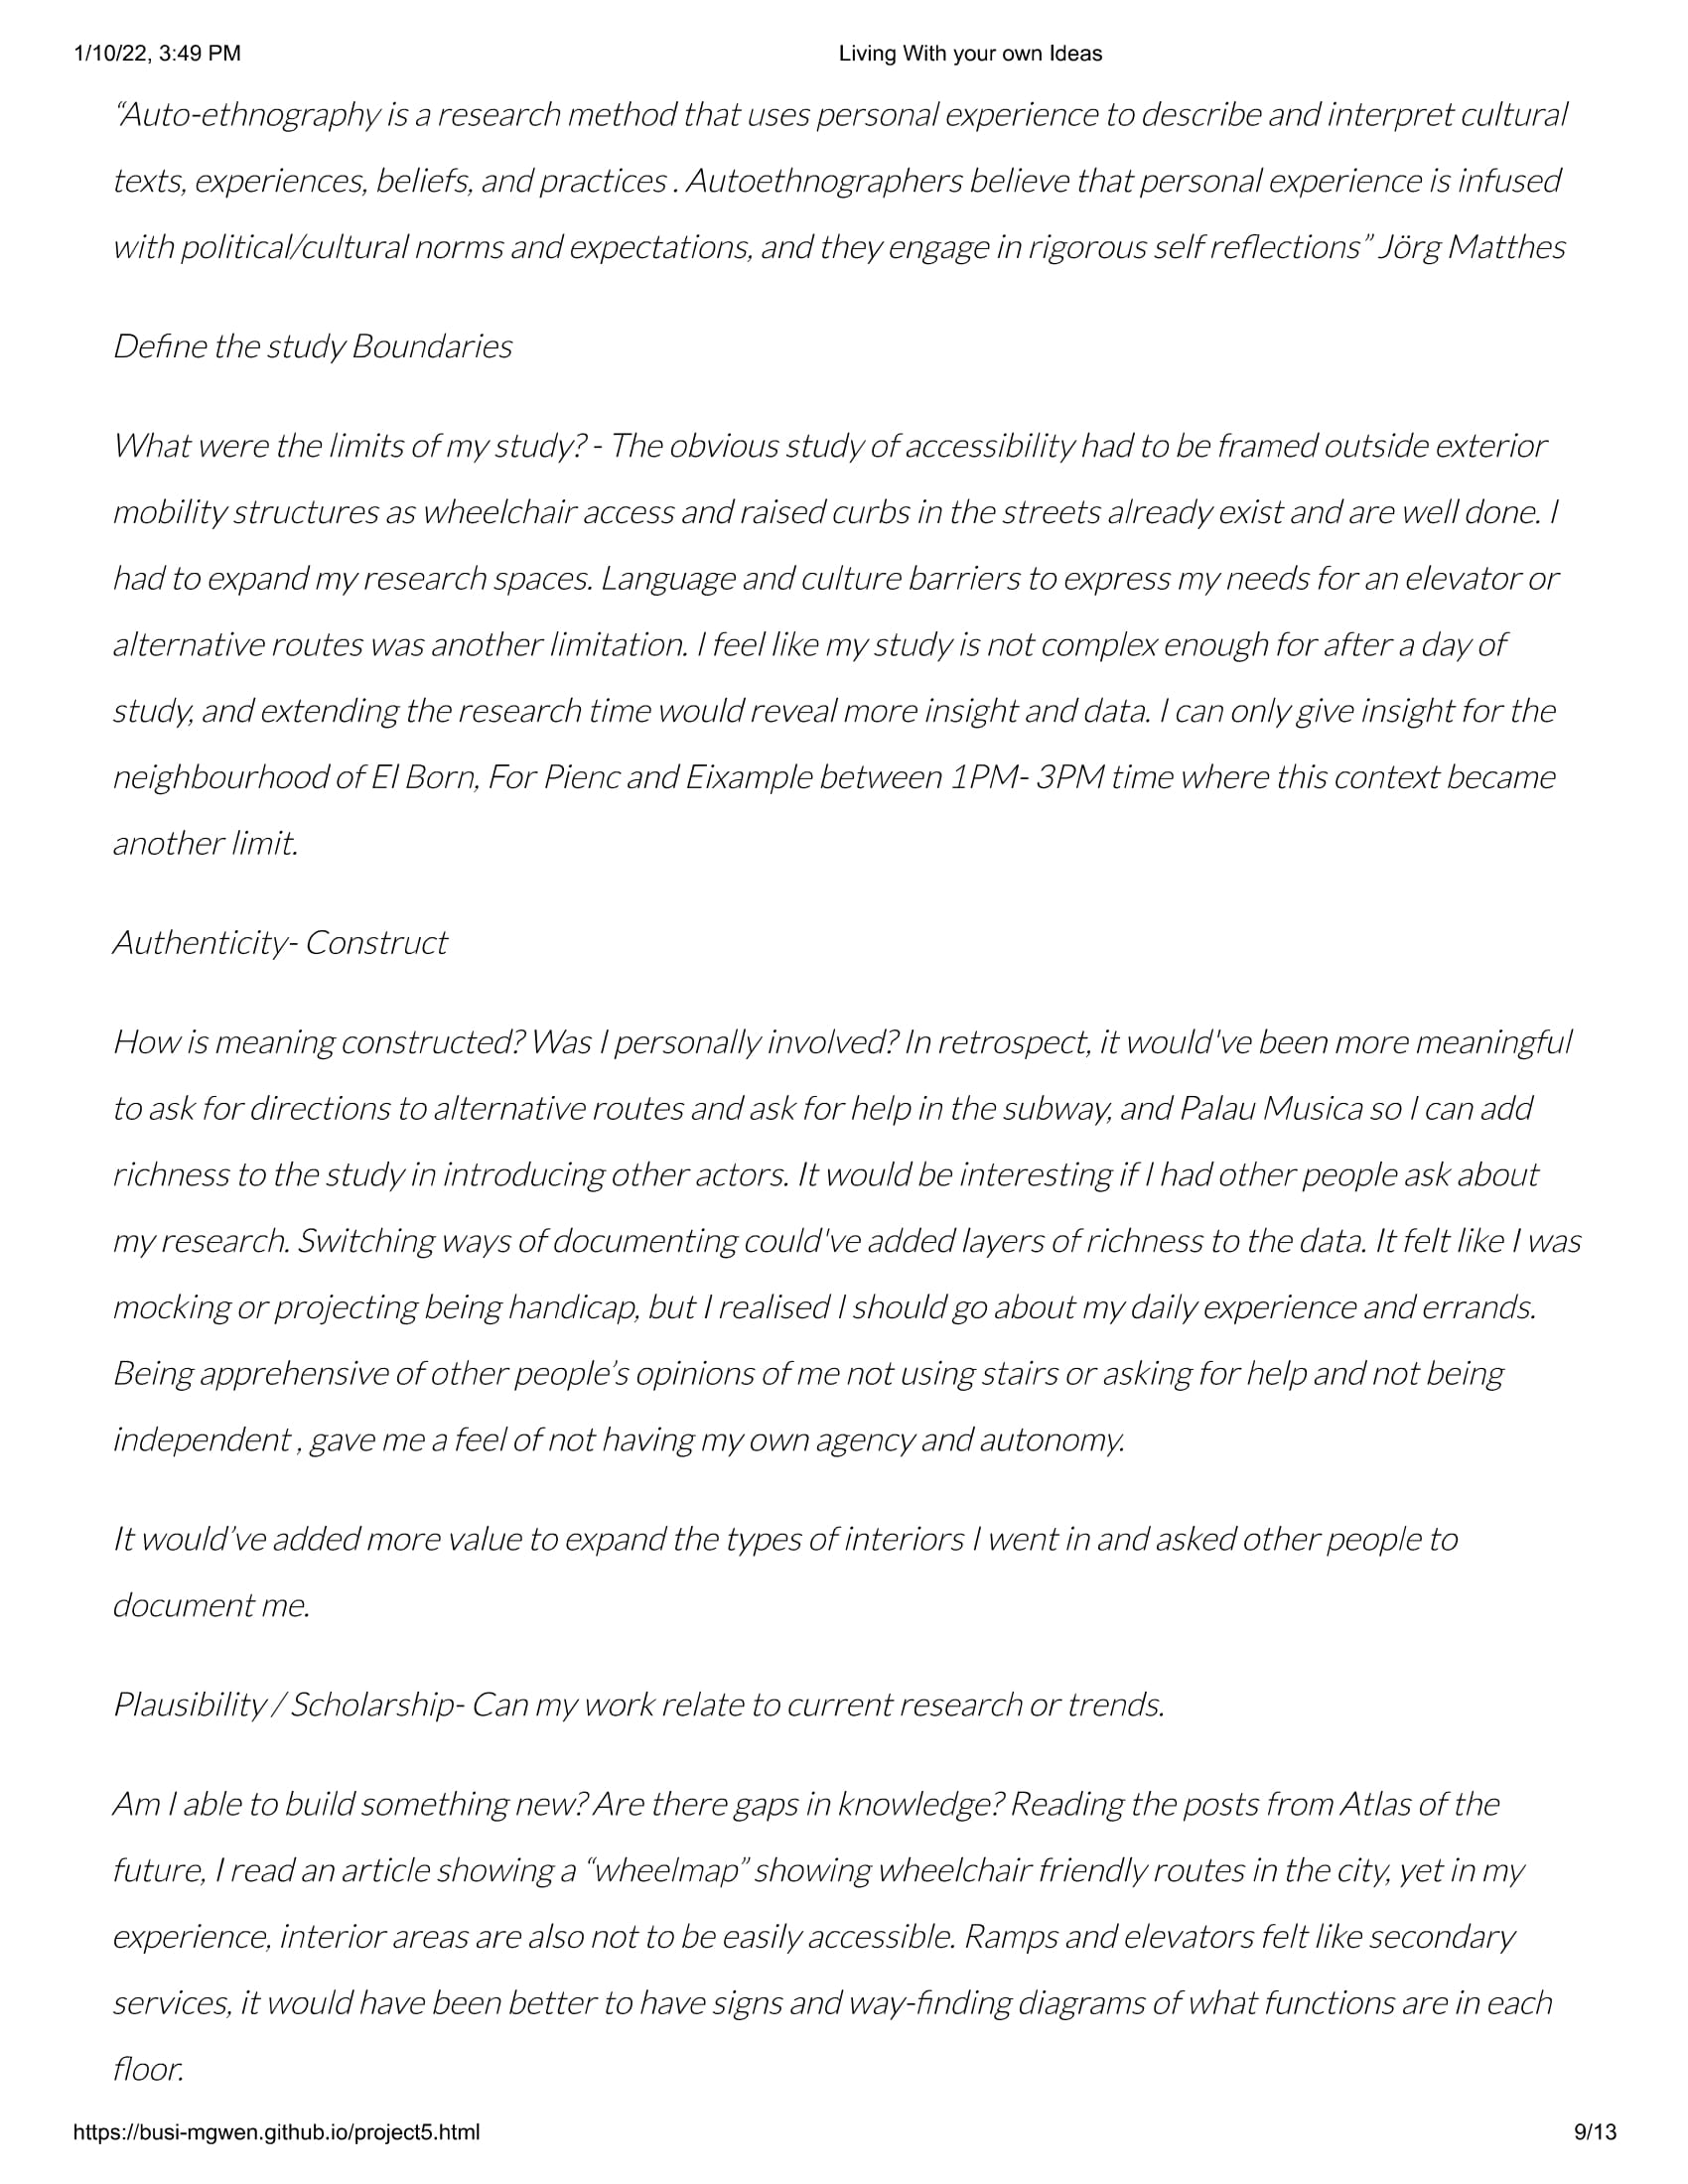 1/10/22, 3:49 PM
Living With your own Ideas
“Auto-ethnography is a research method that uses personal experience to describe and interpret cultural
texts, experiences, beliefs, and practices . Autoethnographers believe that personal experience is infused
with political/cultural norms and expectations, and they engage in rigorous self reflections” Jörg Matthes
Define the study Boundaries
What were the limits of my study? - The obvious study of accessibility had to be framed outside exterior
mobility structures as wheelchair access and raised curbs in the streets already exist and are well done. I
had to expand my research spaces. Language and culture barriers to express my needs for an elevator or
alternative routes was another limitation. I feel like my study is not complex enough for after a day of
study, and extending the research time would reveal more insight and data. I can only give insight for the
neighbourhood of El Born, For Pienc and Eixample between 1PM- 3PM time where this context became
another limit.
Authenticity- Construct
How is meaning constructed? Was I personally involved? In retrospect, it would've been more meaningful
to ask for directions to alternative routes and ask for help in the subway, and Palau Musica so I can add
richness to the study in introducing other actors. It would be interesting if I had other people ask about
my research. Switching ways of documenting could've added layers of richness to the data. It felt like I was
mocking or projecting being handicap, but I realised I should go about my daily experience and errands.
Being apprehensive of other people’s opinions of me not using stairs or asking for help and not being
independent , gave me a feel of not having my own agency and autonomy.
It would’ve added more value to expand the types of interiors I went in and asked other people to
document me.
Plausibility / Scholarship- Can my work relate to current research or trends.
Am I able to build something new? Are there gaps in knowledge? Reading the posts from Atlas of the
future, I read an article showing a “wheelmap” showing wheelchair friendly routes in the city, yet in my
experience, interior areas are also not to be easily accessible. Ramps and elevators felt like secondary
services, it would have been better to have signs and way-finding diagrams of what functions are in each
floor.
https://busi-mgwen.github.io/project5.html
9/13